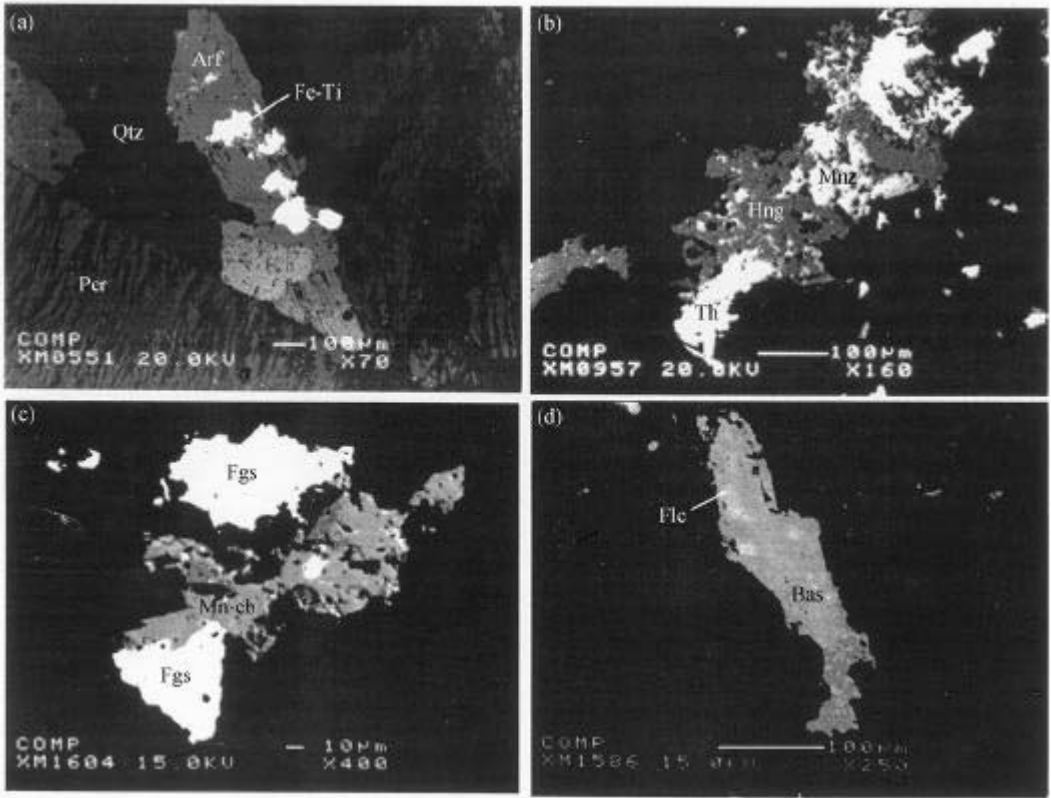 (a)
Arf
Fe-Ti
Qtz
Per
COMP
100µm
XM0551 20.0KV X70
(b)
Mnz
Hng
Th
COMP
100µm
XM0957 20.0KV X160
(c)
Fgs
Mn-cb
Fgs
COMP
10µm
XM1604 15.0KV X400
(d)
Flc
Bas
COMP
100µm
XM1586 15.0KV X250